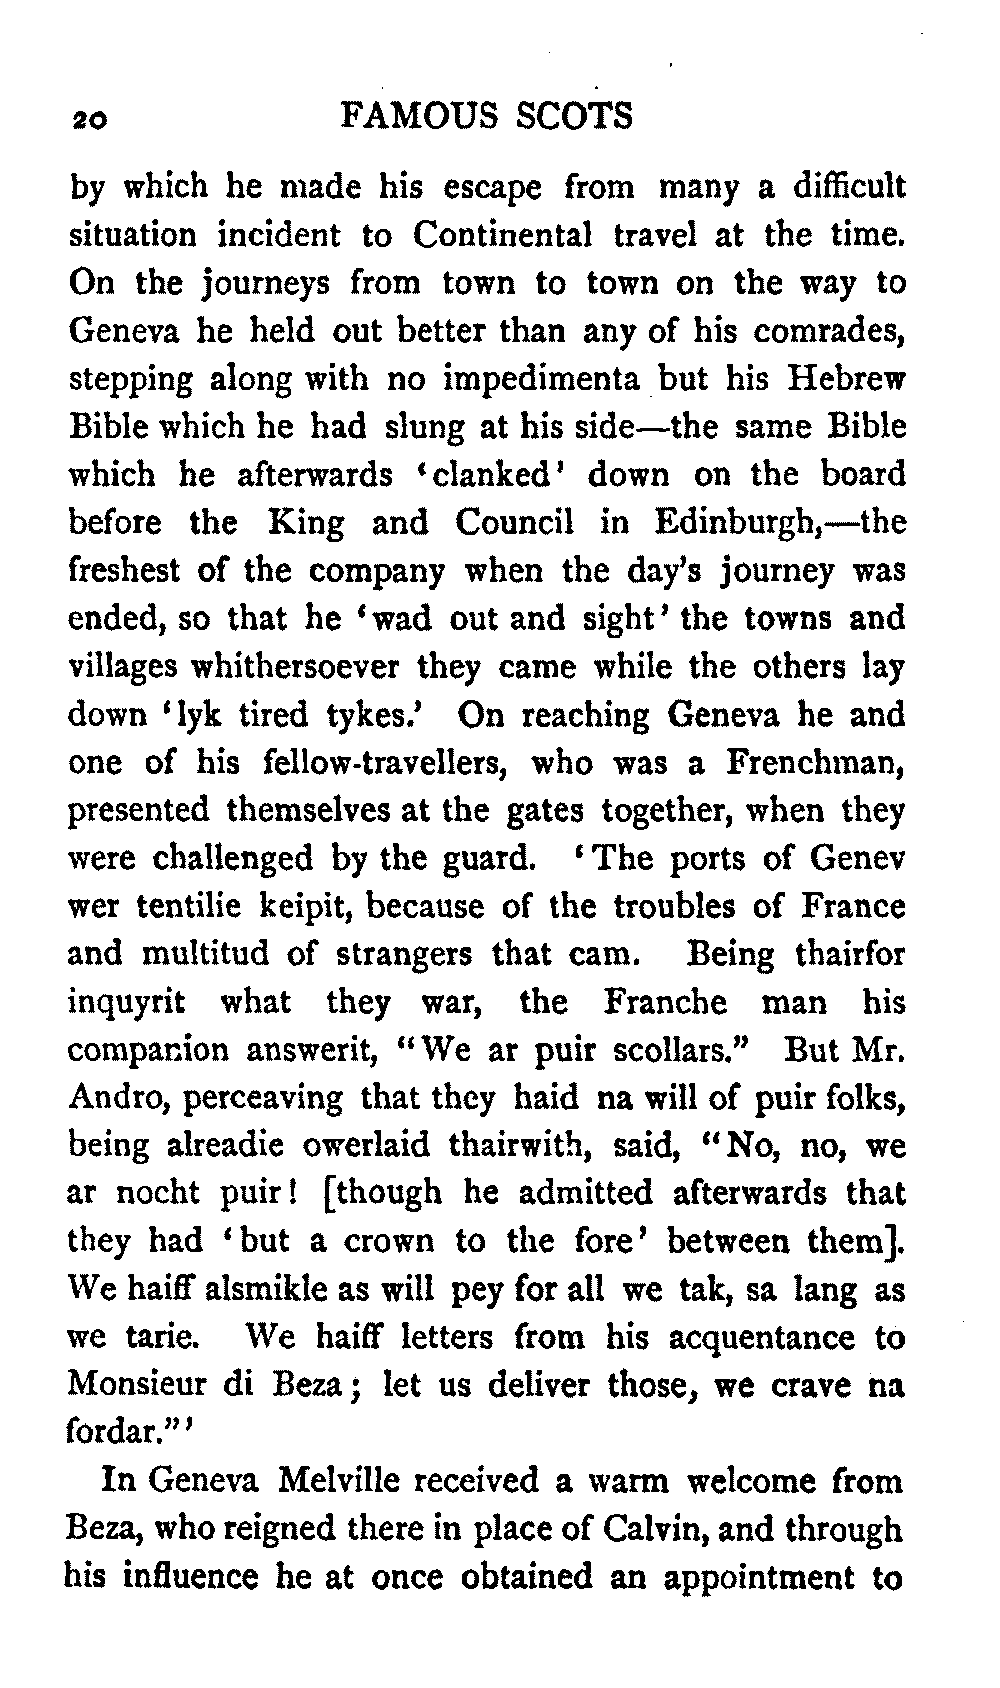 20 FAMOUS SCOTS
by which he made his escape from many a difficult
situation incident to Continental travel at the time.
On the journeys from town to town on the way to
Geneva he held out better than any of his comrades,
stepping along with no impedimenta but his Hebrew
Bible which he had slung at his side—the same Bible
which he afterwards ‘clanked’ down on the board
before the King and Council in Edinburgh,—the
freshest of the company when the day’s journey was
ended, so that he ‘wad out and sight’ the towns and
villages whithersoever they came while the others lay
down ‘lyk tired tykes.’ On reaching Geneva he and
one of his fellow-travellers, who was a Frenchman,
presented themselves at the gates together, when they
were challenged by the guard. ‘The ports of Genev
wer tentilie keipit, because of the troubles of France
and multitud of strangers that cam. Being thairfor
inquyrit what they war, the Franche man his
companion answerit, “We ar puir scollars.” But Mr.
Andro, perceaving that they haid na will of puir folks,
being alreadie owerlaid thairwith, said, “No, no, we
ar nocht puir! [though he admitted afterwards that
they had ‘but a crown to the fore’ between them].
We haiff alsmikle as will pey for all we tak, sa lang as
we tarie. We haiff letters from his acquentance to
Monsieur di Beza; let us deliver those, we crave na
fordar.”’
In Geneva Melville received a warm welcome from
Beza, who reigned there in place of Calvin, and through
his influence he at once obtained an appointment to